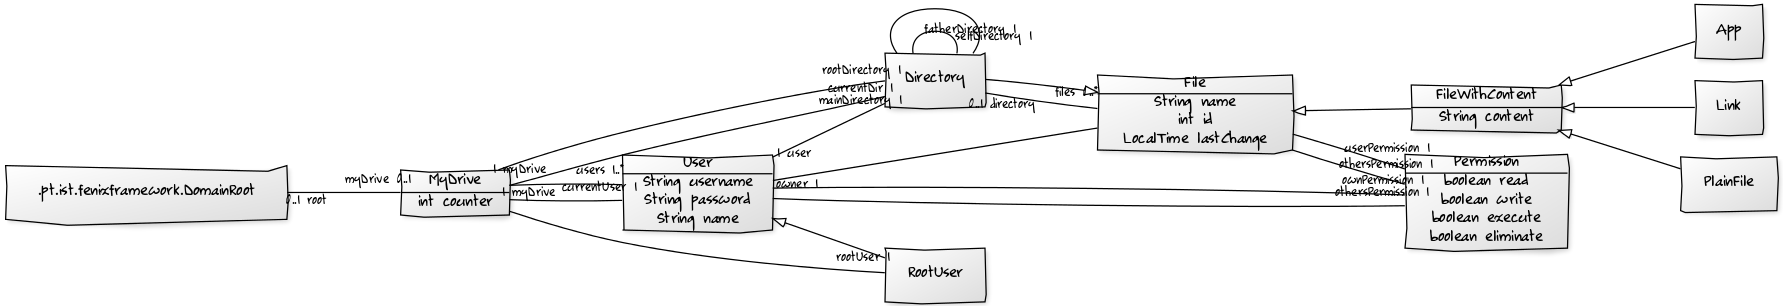 App
fatherDirectory 1
selfDirectory 1
rootDirectory 1
Directory
currentDir 1
mainDirectory 1
files
0..1 directory
File
String name
int id
LocalTime lastChange
FileWithContent
String content
Link
userPermission 1
othersPermission 1
ownPermission 1
othersPermission 1
Permission
boolean read
boolean write
boolean execute
boolean eliminate
PlainFile
1 user
owner 1
1 myDrive
users 1..*
User
String username
String password
String name
currentUser 1
1 myDrive
myDrive 0..1
MyDrive
int counter
.pt.ist.fenixframework.DomainRoot
0..1 root
rootUser 1
RootUser